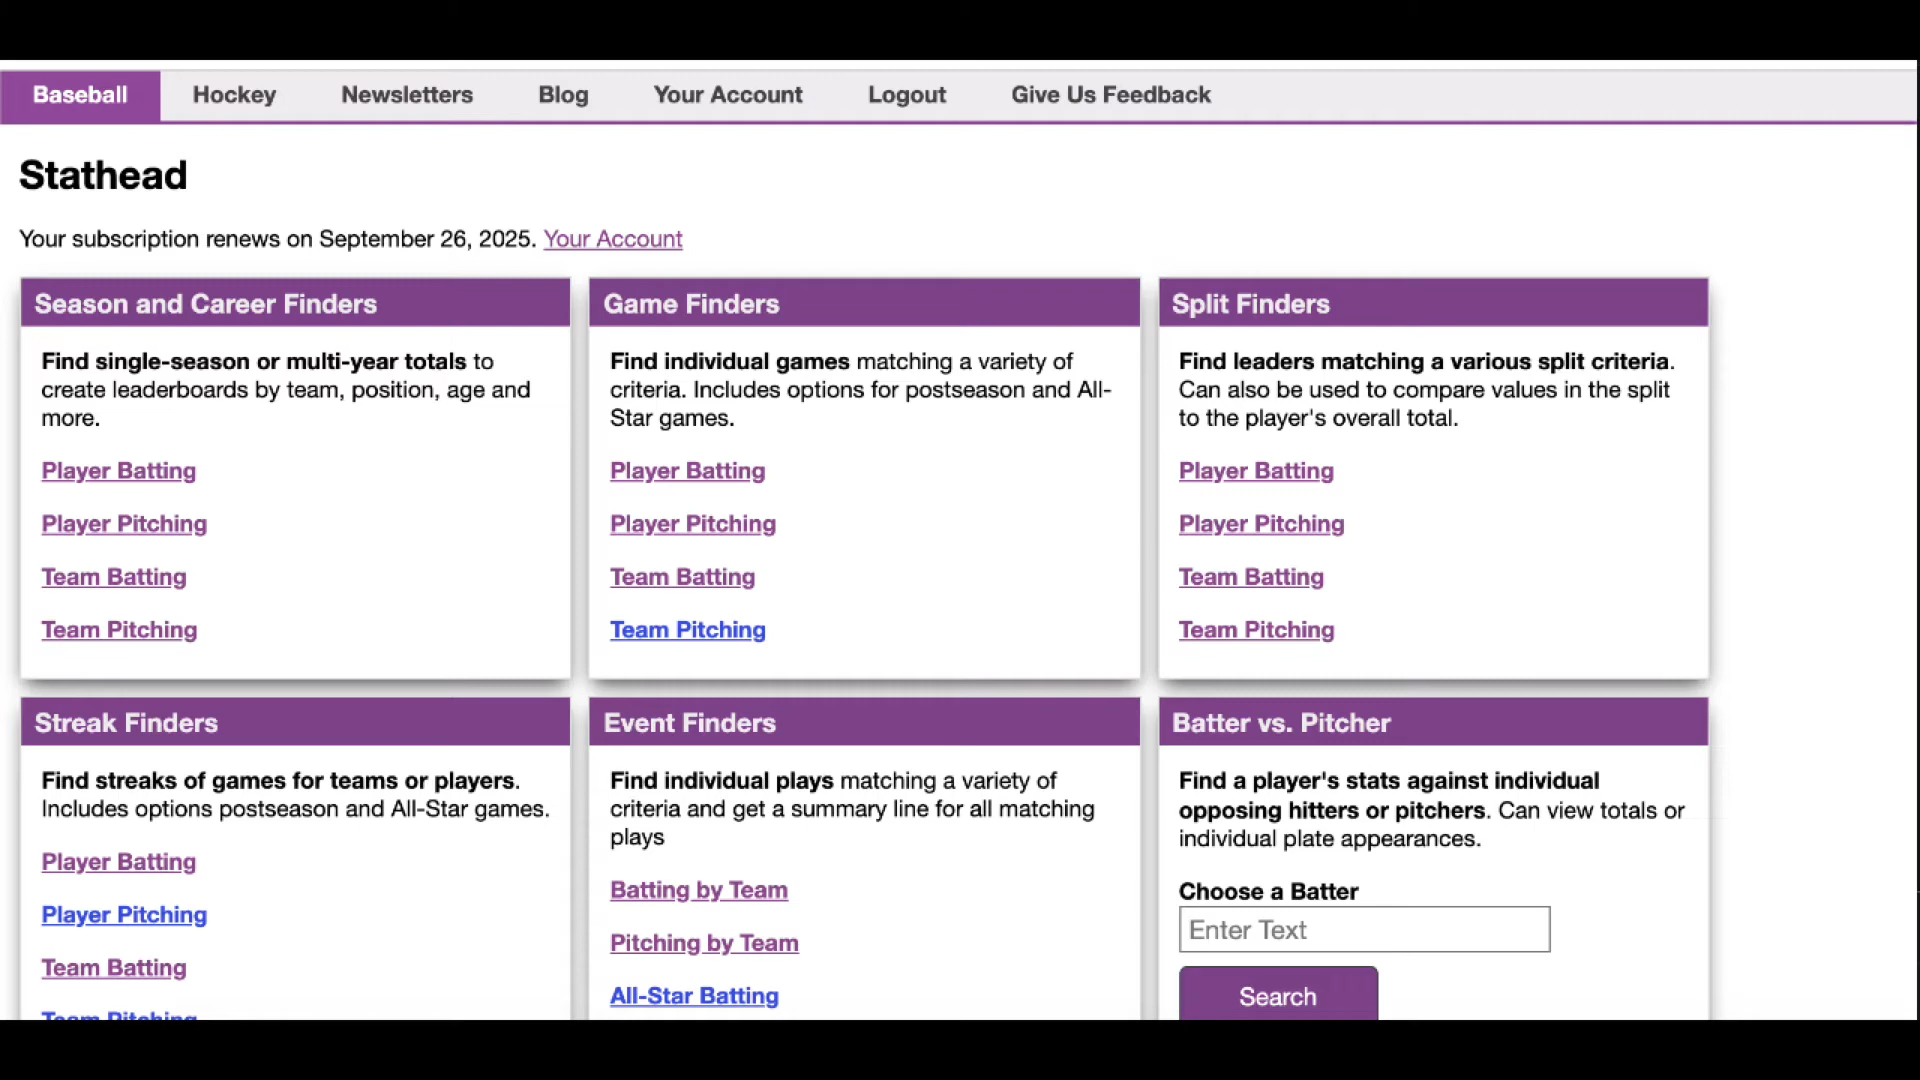 Baseball Hockey Newsletters Blog Your Account Logout Give Us Feedback
Stathead
Your subscription renews on September 26, 2025. Your Account
Season and Career Finders
Find single-season or multi-year totals to
create leaderboards by team, position, age and
more.
Player Batting
Player Pitching
Team Batting
Team Pitching
Game Finders
Find individual games matching a variety of
criteria. Includes options for postseason and All-
Star games.
Player Batting
Player Pitching
Team Batting
Team Pitching
Split Finders
Find leaders matching a various split criteria.
Can also be used to compare values in the split
to the player's overall total.
Player Batting
Player Pitching
Team Batting
Team Pitching
Streak Finders
Find streaks of games for teams or players.
Includes options postseason and All-Star games.
Player Batting
Player Pitching
Team Batting
Team Pitching
Event Finders
Find individual plays matching a variety of
criteria and get a summary line for all matching
plays
Batting by Team
Pitching by Team
All-Star Batting
Batter vs. Pitcher
Find a player's stats against individual
opposing hitters or pitchers. Can view totals or
individual plate appearances.
Choose a Batter
Enter Text
Search